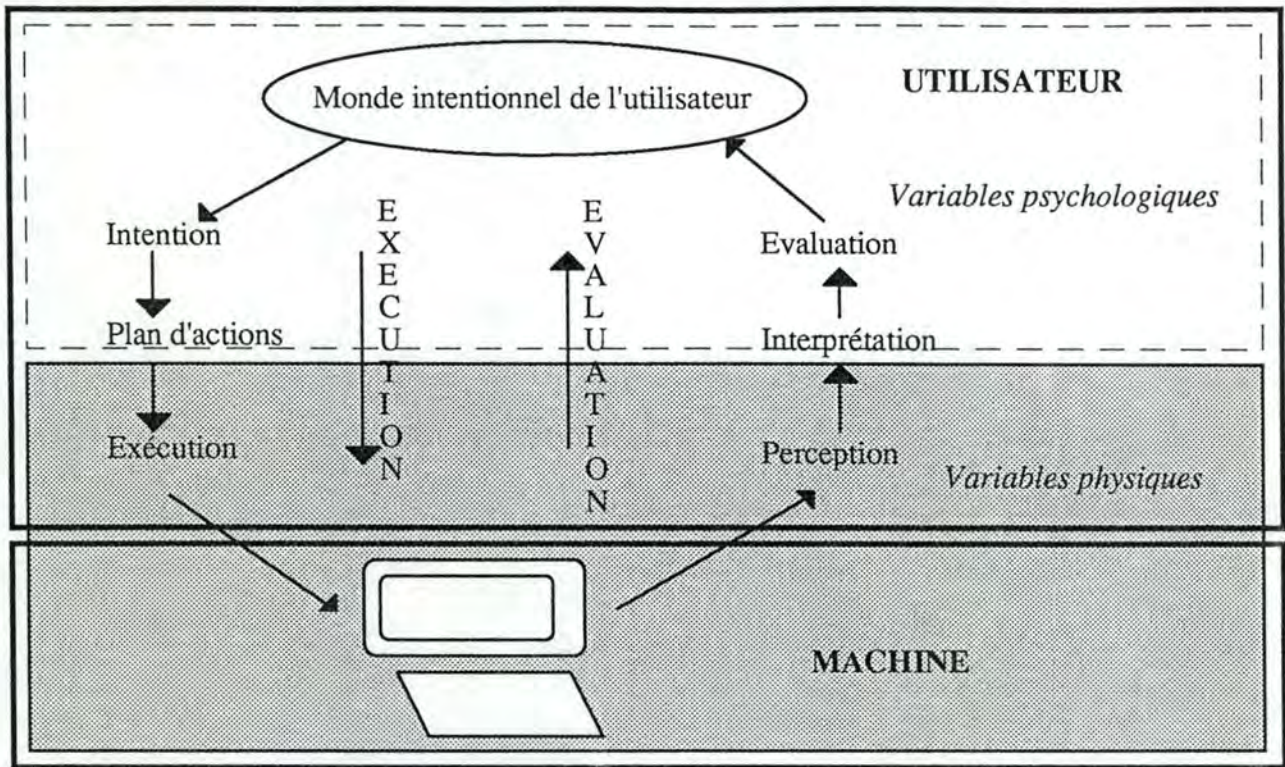 UTILISATEUR
Monde intentionnel de l'utilisateur
Variables psychologiques
Intention
EXECUTION
EVALUATION
Evaluation
Plan d'actions
Interprétation
Exécution
Perception
Variables physiques
MACHINE